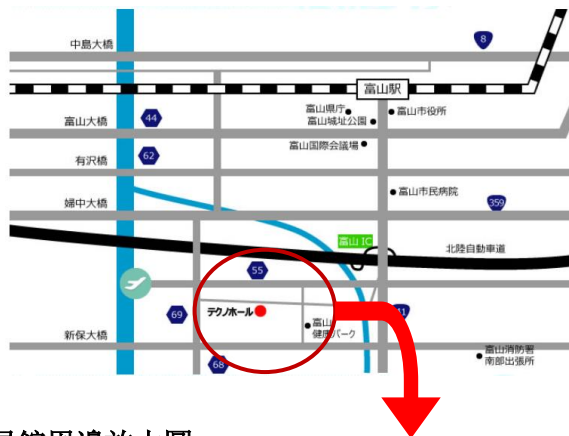 中島大橋
8
富山駅
富山県庁
富山市役所
富山大橋
44
富山城址公園
富山国際会議場
有沢橋
62
富山市民病院
婦中大橋
359
富山 IC
北陸自動車道
55
テクノホール
69
41
富山
健康パーク
新保大橋
68
富山消防署
南部出張所